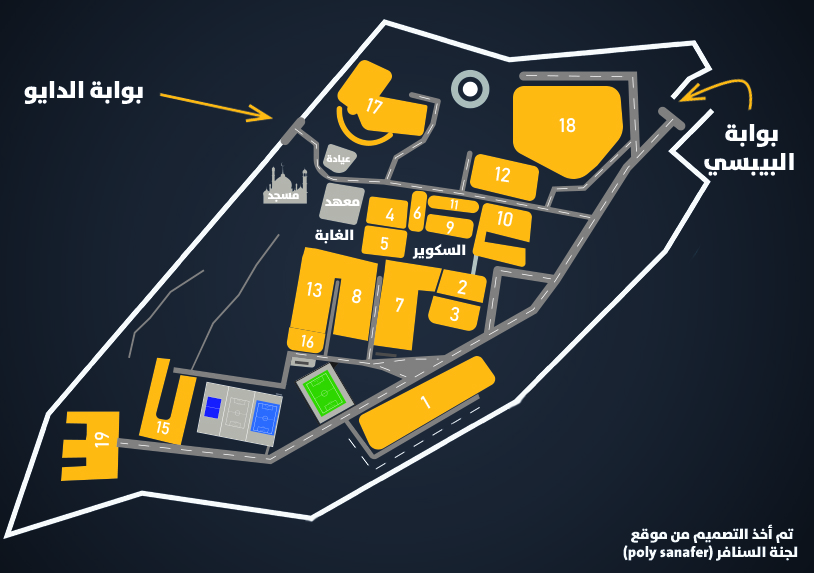 بوابة الدايو
17
18
بوابة
البيبسي
عيادة
12
مسجد
معهد
4
6
11
9
10
الغابة
5
السكوير
13
8
7
2
3
16
1
15
19
تم أخذ التصميم من موقع
لجنة السنافر (poly sanafer)